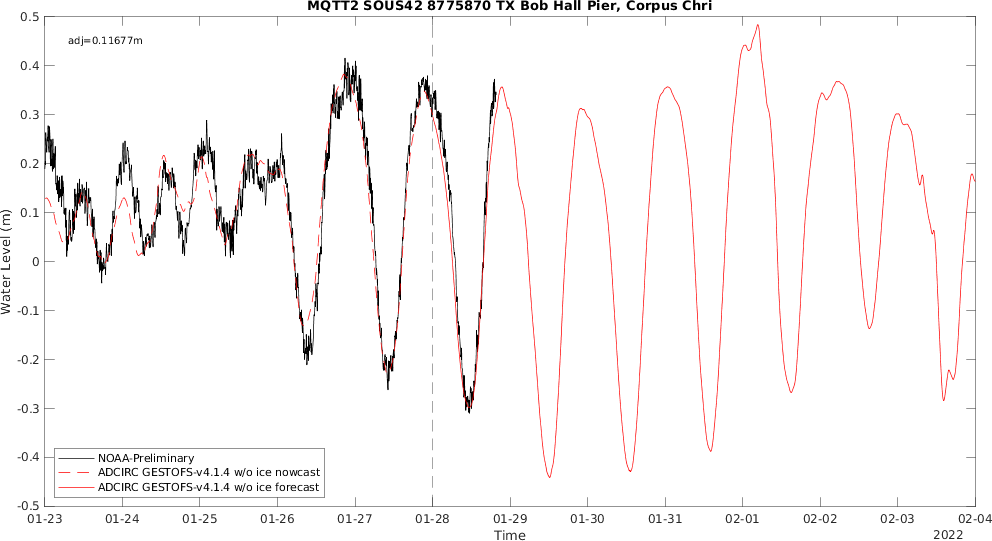 MQTT2 SOUS42 8775870 TX Bob Hall Pier, Corpus Chri
adj=0.11677m
0.5
0.4
0.3
0.2
0.1
0
-0.1
-0.2
-0.3
-0.4
-0.5
Water Level (m)
NOAA-Preliminary
ADCIRC GESTOFS-v4.1.4 w/o ice nowcast
ADCIRC GESTOFS-v4.1.4 w/o ice forecast
01-23 01-24 01-25 01-26 01-27 01-28 01-29 01-30 01-31 02-01 02-02 02-03 02-04
Time
2022